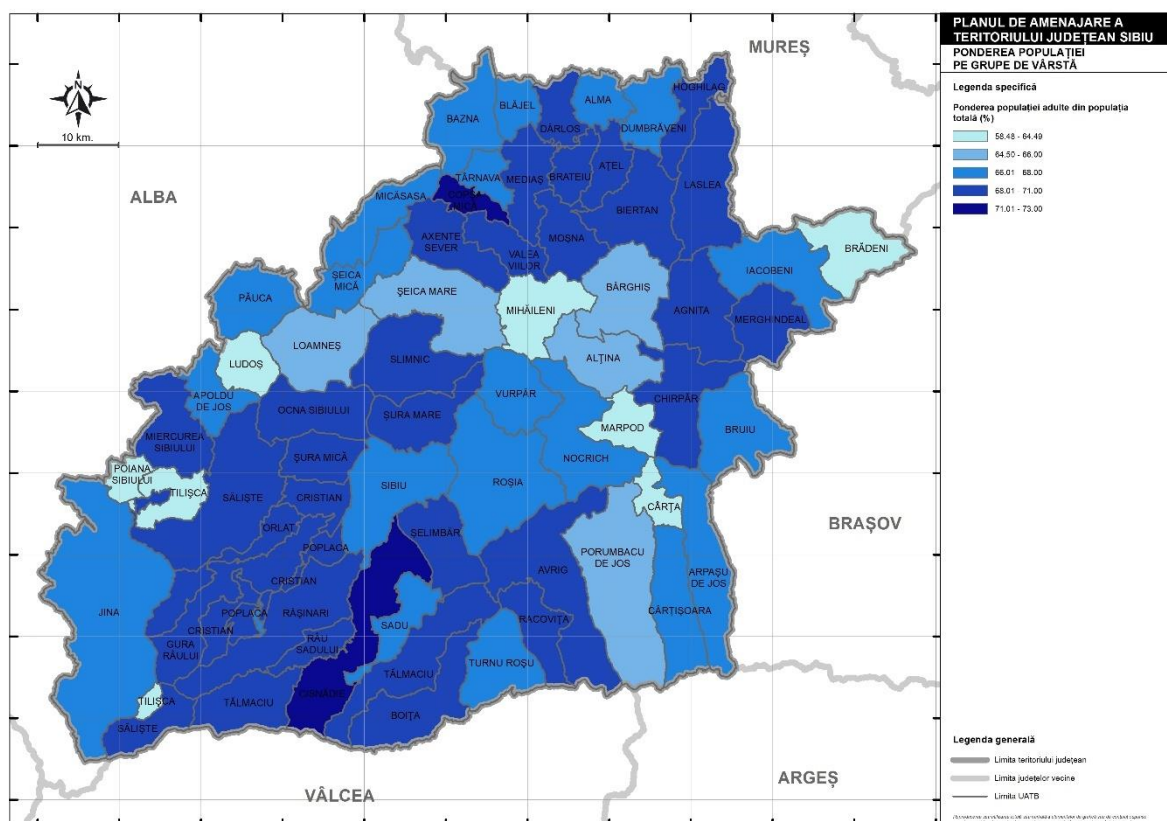 PLANUL DE AMENAJARE A
TERITORIULUI JUDEȚEAN SIBIU
PONDEREA POPULAȚIEI
PE GRUPE DE VÂRSTĂ
Legenda specifică
Ponderea populației adulte din populația
totală (%)
58.48 - 64.49
64.50 - 66.00
66.01 - 68.00
68.01 - 71.00
71.01 - 73.00
N
10 km.
MUREȘ
ALBA
BRAȘOV
ARGEȘ
VÂLCEA
HOGHILAG
BLĂJEL
ALMA
BAZNA
DÂRLOS
DUMBRĂVENI
TÂRNAVA
MEDIAȘ
BRATEIU
AȚEL
LASLEA
MICĂSASA
COPȘA
MICĂ
BIERTAN
AXENTE
SEVER
MOȘNA
VALEA
VIILOR
BRĂDENI
IACOBENI
ȘEICA
MICĂ
ȘEICA MARE
BÂRGHIȘ
PĂUCA
MIHĂILENI
AGNITA
MERGHINDEAL
LOAMNEȘ
SLIMNIC
ALȚINA
LUDOȘ
APOLDU
DE JOS
VURPĂR
CHIRPĂR
OCNA SIBIULUI
ȘURA MARE
MARPOD
BRUIU
MIERCUREA
SIBIULUI
ȘURA MICĂ
NOCRICH
POIANA
SIBIULUI
TILIȘCA
SĂLIȘTE
CRISTIAN
SIBIU
ROȘIA
CÂRȚA
ORLAT
ȘELIMBĂR
POPLACA
PORUMBACU
DE JOS
AVRIG
ARPAȘU
DE JOS
CRISTIAN
JINA
POPLACA
RĂȘINARI
CÂRȚIȘOARA
RACOVIȚA
SADU
CRISTIAN
GURA
RÂULUI
RÂU
SADULUI
TURNU ROȘU
TĂLMACIU
CISNĂDIE
TILIȘCA
TĂLMACIU
BOIȚA
SĂLIȘTE
Legenda generală
Limita teritoriului județean
Limita județelor vecine
Limita UATB